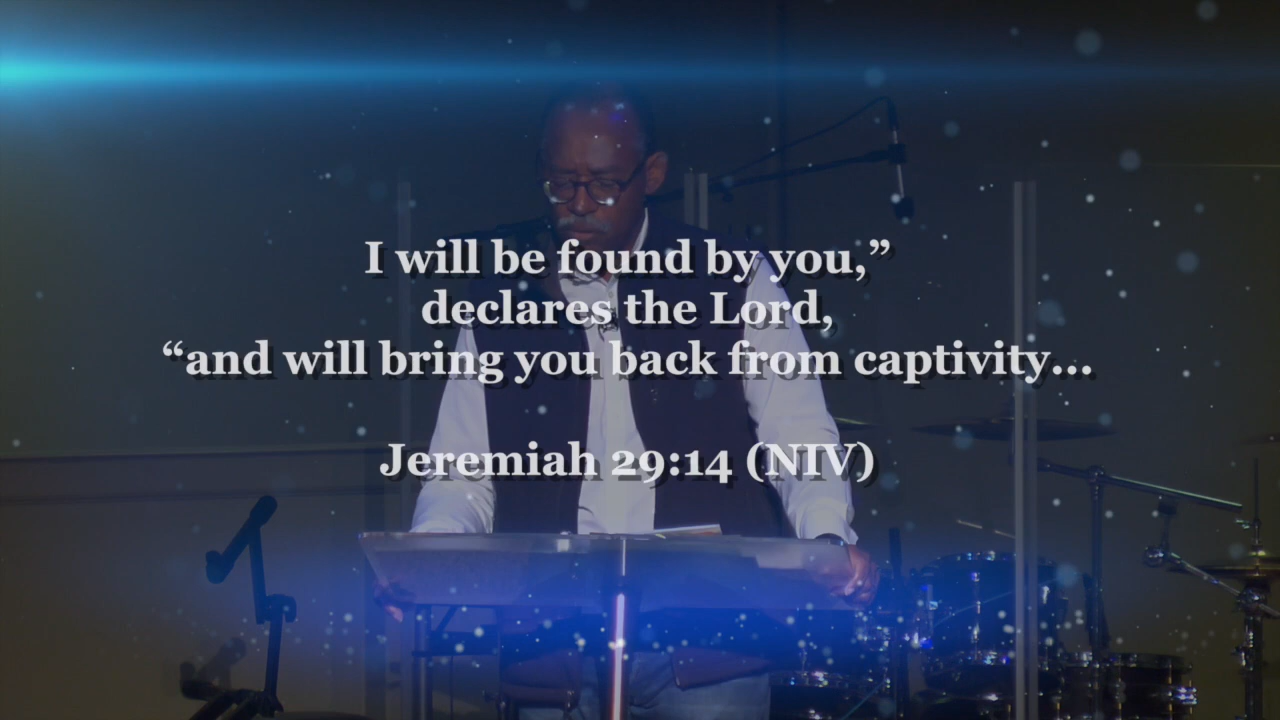 I will be found by you,”
declares the Lord,
“and will bring you back from captivity...
Jeremiah 29:14 (NIV)